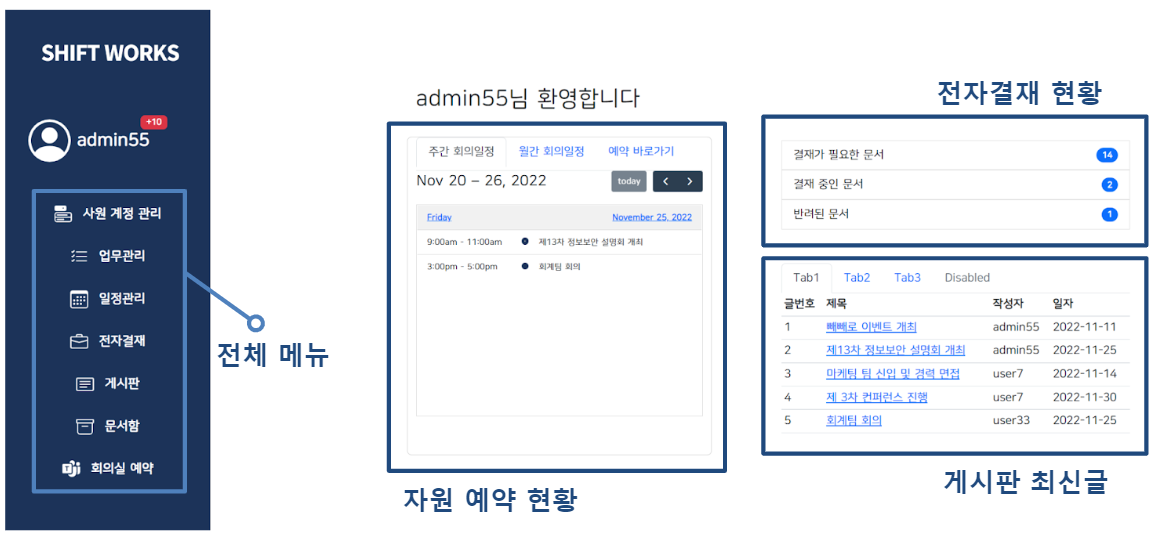 SHIFT WORKS
+10
admin55
사원 계정 관리
업무관리
일정관리
전자결재
게시판
문서함
회의실 예약
전체 메뉴
admin55님 환영합니다
주간 회의일정 월간 회의일정 예약 바로가기
Nov 20 – 26, 2022 today
Friday November 25, 2022
9:00am - 11:00am 제13차 정보보안 설명회 개최
3:00pm - 5:00pm 회계팀 회의
자원 예약 현황
전자결재 현황
결재가 필요한 문서 14
결재 중인 문서 2
반려된 문서 1
Tab1 Tab2 Tab3 Disabled
글번호 제목 작성자 일자
1 빼빼로 이벤트 개최 admin55 2022-11-11
2 제13차 정보보안 설명회 개최 admin55 2022-11-25
3 마케팅 팀 신입 및 경력 면접 user7 2022-11-14
4 제 3차 컨퍼런스 진행 user7 2022-11-30
5 회계팀 회의 user33 2022-11-25
게시판 최신글